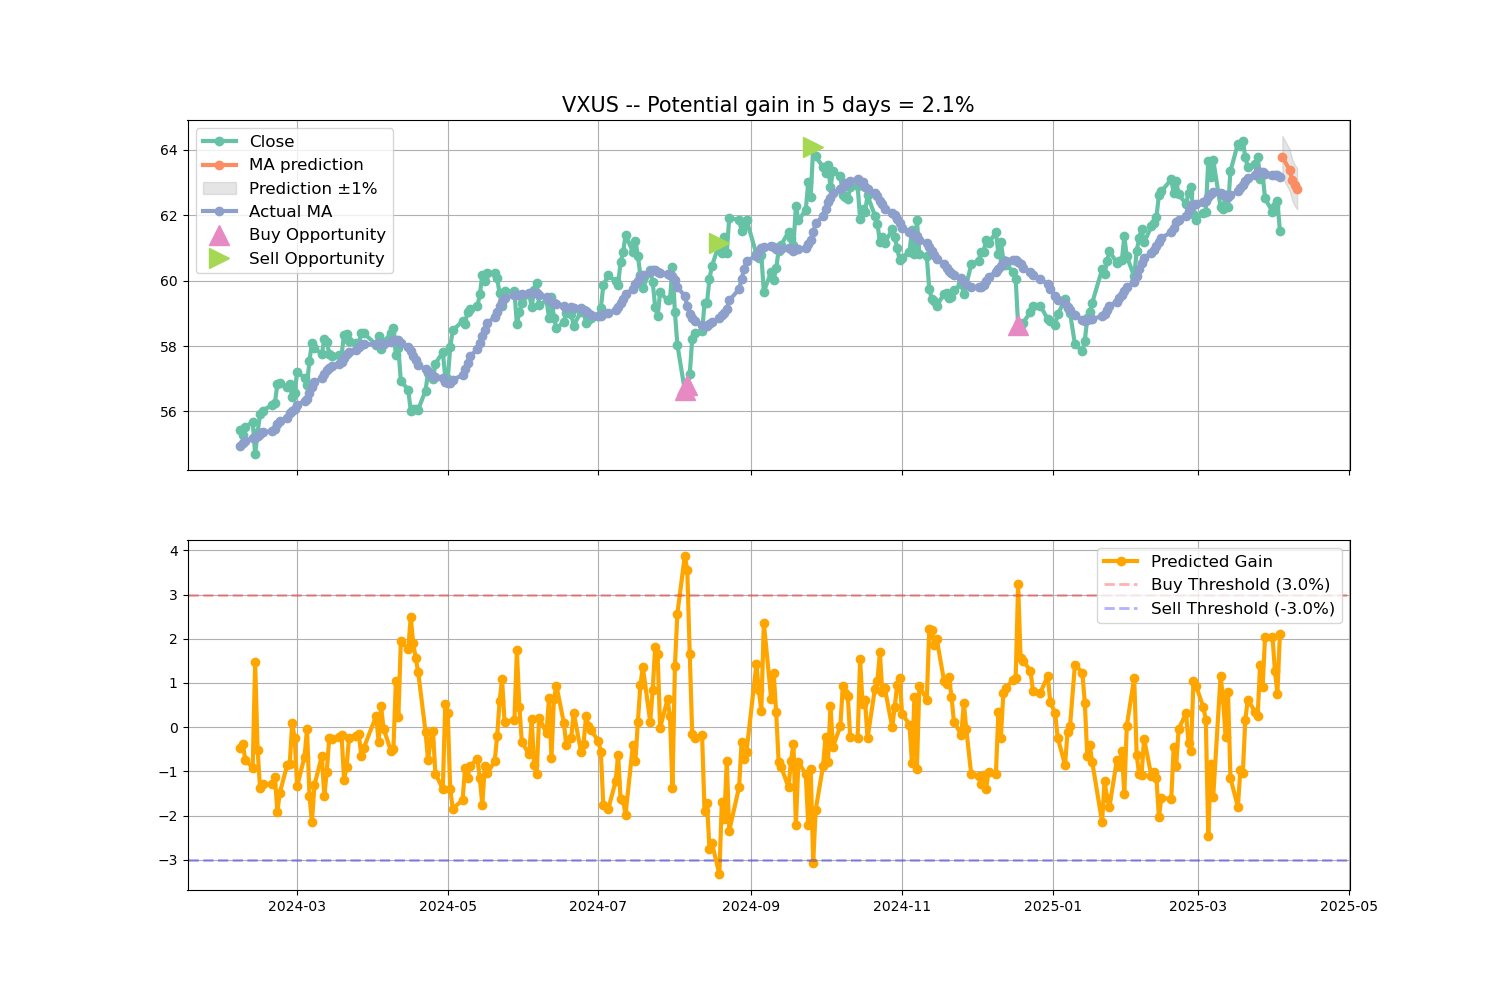 VXUS -- Potential gain in 5 days = 2.1%
64
62
60
58
56
Close
MA prediction
Prediction ±1%
Actual MA
Buy Opportunity
Sell Opportunity
4
3
2
1
0
−1
−2
−3
Predicted Gain
Buy Threshold (3.0%)
Sell Threshold (-3.0%)
2024-03
2024-05
2024-07
2024-09
2024-11
2025-01
2025-03
2025-05